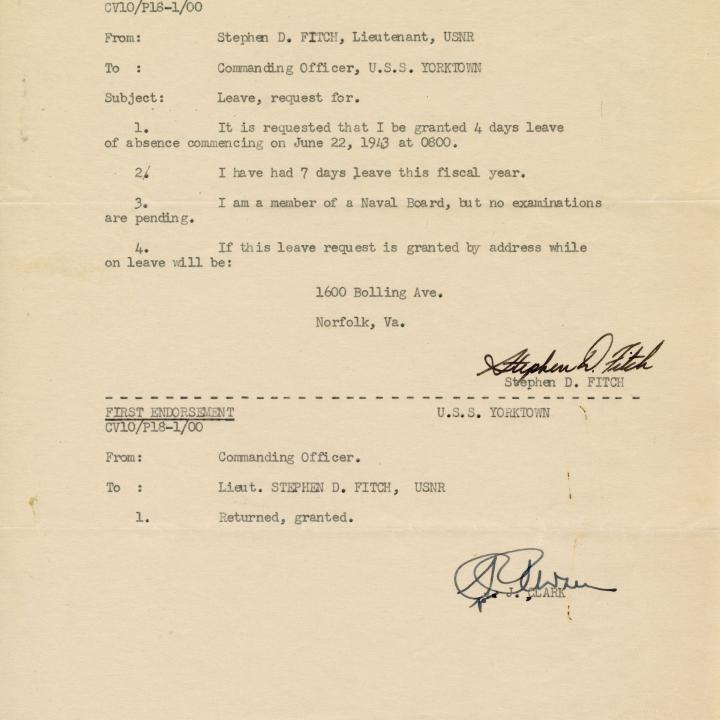 CV10/P18-1/00
From: Stephen D. FITCH, Lieutenant, USNR
To : Commanding Officer, U.S.S. YORKTOWN
Subject: Leave, request for.
1. It is requested that I be granted 4 days leave
of absence commencing on June 22, 1943 at 0800.
2. I have had 7 days leave this fiscal year.
3. I am a member of a Naval Board, but no examinations
are pending.
4. If this leave request is granted by address while
on leave will be:
1600 Bolling Ave.
Norfolk, Va.
Stephen D. Fitch
Stephen D. FITCH
FIRST ENDORSEMENT U.S.S. YORKTOWN
CV10/P18-1/00
From: Commanding Officer.
To : Lieut. STEPHEN D. FITCH, USNR
1. Returned, granted.
J. CLARK